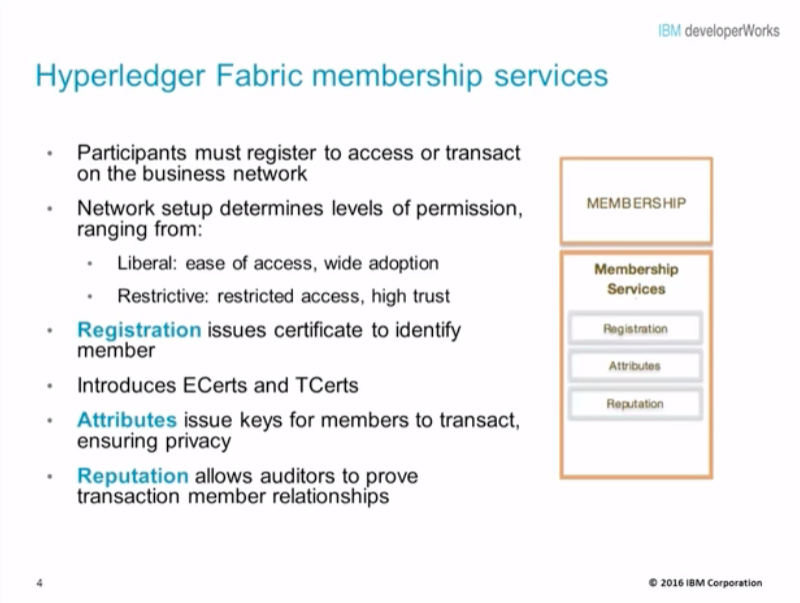 IBM developerWorks
Hyperledger Fabric membership services
• Participants must register to access or transact
on the business network
• Network setup determines levels of permission,
ranging from:
• Liberal: ease of access, wide adoption
• Restrictive: restricted access, high trust
• Registration issues certificate to identify
member
• Introduces ECerts and TCerts
• Attributes issue keys for members to transact,
ensuring privacy
• Reputation allows auditors to prove
transaction member relationships
MEMBERSHIP
Membership
Services
Registration
Attributes
Reputation
4
© 2016 IBM Corporation